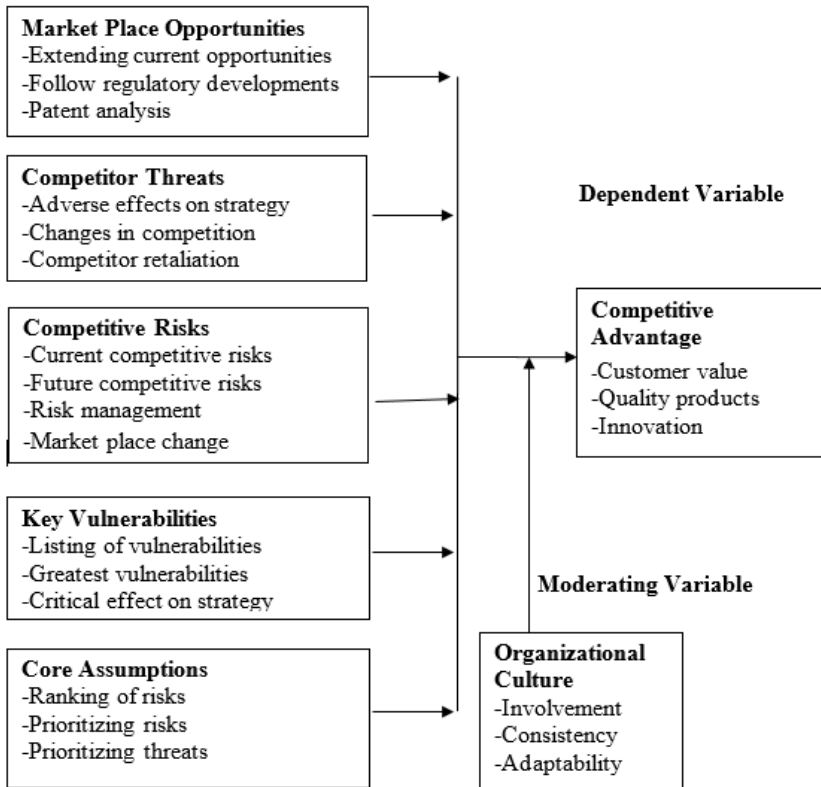 Market Place Opportunities
-Extending current opportunities
-Follow regulatory developments
-Patent analysis
Competitor Threats
-Adverse effects on strategy
-Changes in competition
-Competitor retaliation
Competitive Risks
-Current competitive risks
-Future competitive risks
-Risk management
-Market place change
Key Vulnerabilities
-Listing of vulnerabilities
-Greatest vulnerabilities
-Critical effect on strategy
Core Assumptions
-Ranking of risks
-Prioritizing risks
-Prioritizing threats
Dependent Variable
Competitive
Advantage
-Customer value
-Quality products
-Innovation
Moderating Variable
Organizational
Culture
-Involvement
-Consistency
-Adaptability